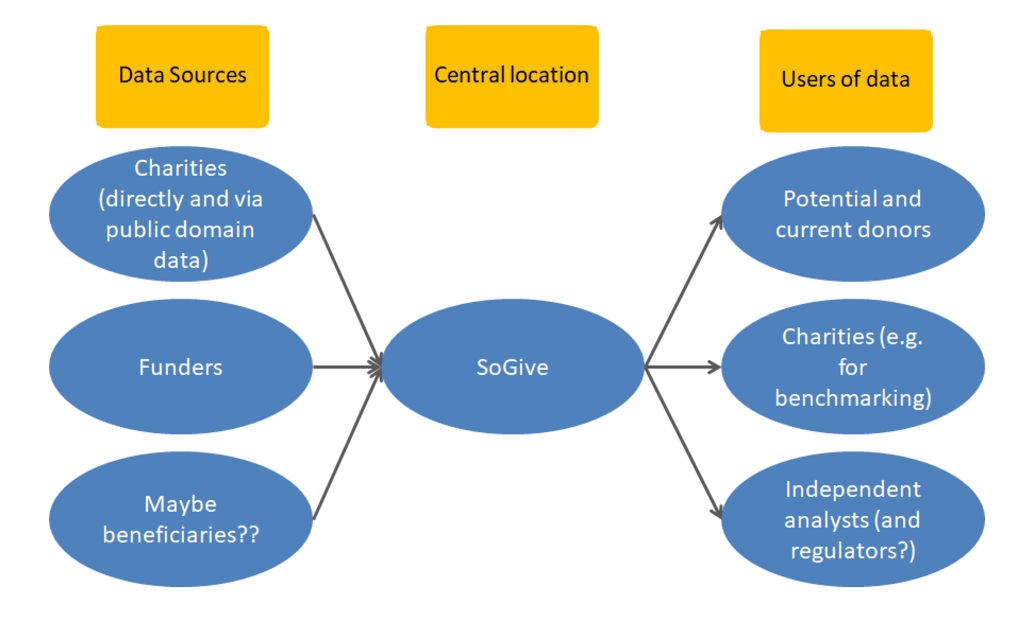 Data Sources
Central location
Users of data
Charities
(directly and via
public domain
data)
Potential and
current donors
Funders
SoGive
Charities (e.g.
for
benchmarking)
Maybe
beneficiaries??
Independent
analysts (and
regulators?)